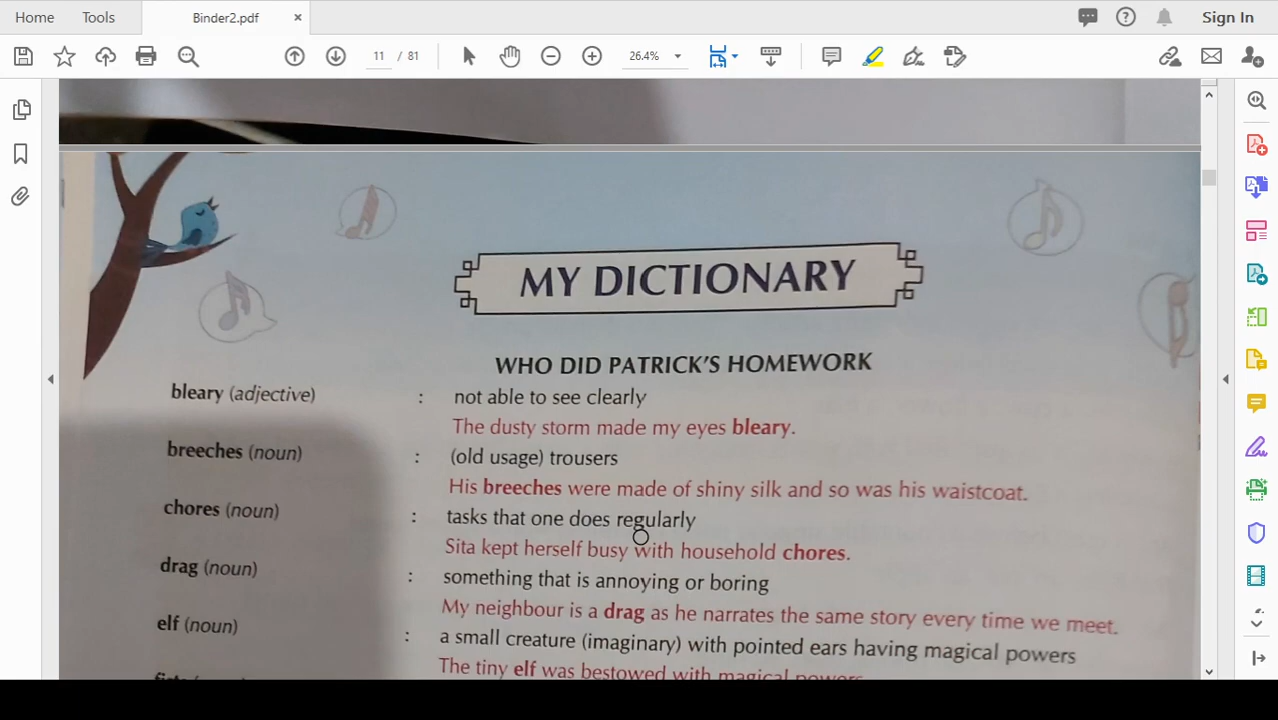 Home Tools Binder2.pdf × Sign In
11 / 81 26.4%
MY DICTIONARY
WHO DID PATRICK'S HOMEWORK
bleary (adjective) : not able to see clearly
The dusty storm made my eyes bleary.
breeches (noun) : (old usage) trousers
His breeches were made of shiny silk and so was his waistcoat.
chores (noun) : tasks that one does regularly
Sita kept herself busy with household chores.
drag (noun) : something that is annoying or boring
My neighbour is a drag as he narrates the same story every time we meet.
elf (noun) : a small creature (imaginary) with pointed ears having magical powers
The tiny elf was bestowed with magical powers